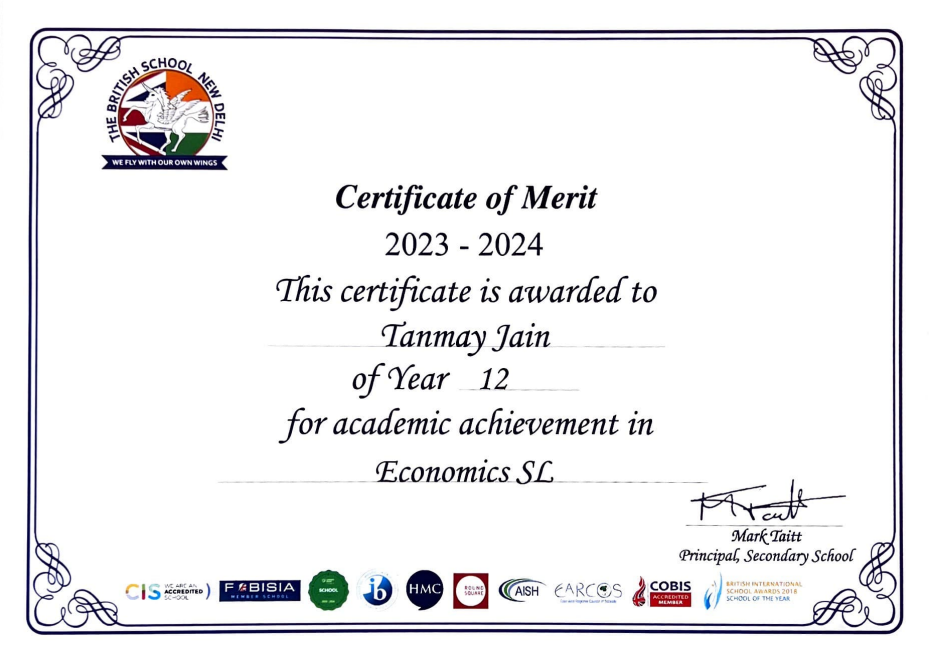 THE BRITISH SCHOOL NEW DELHI
WE FLY WITH OUR OWN WINGS
Certificate of Merit
2023 - 2024
This certificate is awarded to
Tanmay Jain
of Year 12
for academic achievement in
Economics SL
Mark Taitt
Principal, Secondary School
CIS WE ARE AN ACCREDITED SCHOOL
FOBISIA
MEMBER SCHOOL
SCHOOL
ib
HMC
ROUND SQUARE
AISH
EARCOS
COBIS
ACCREDITED
MEMBER
BRITISH INTERNATIONAL
SCHOOL AWARDS 2018
SCHOOL OF THE YEAR